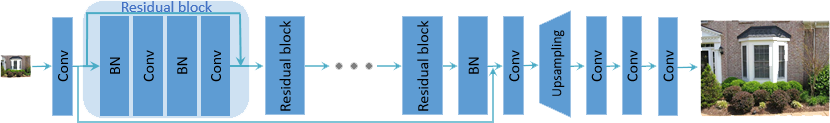 Residual block
Conv
BN
Conv
BN
Conv
Residual block
Residual block
BN
Conv
Upsampling
Conv
Conv
Conv